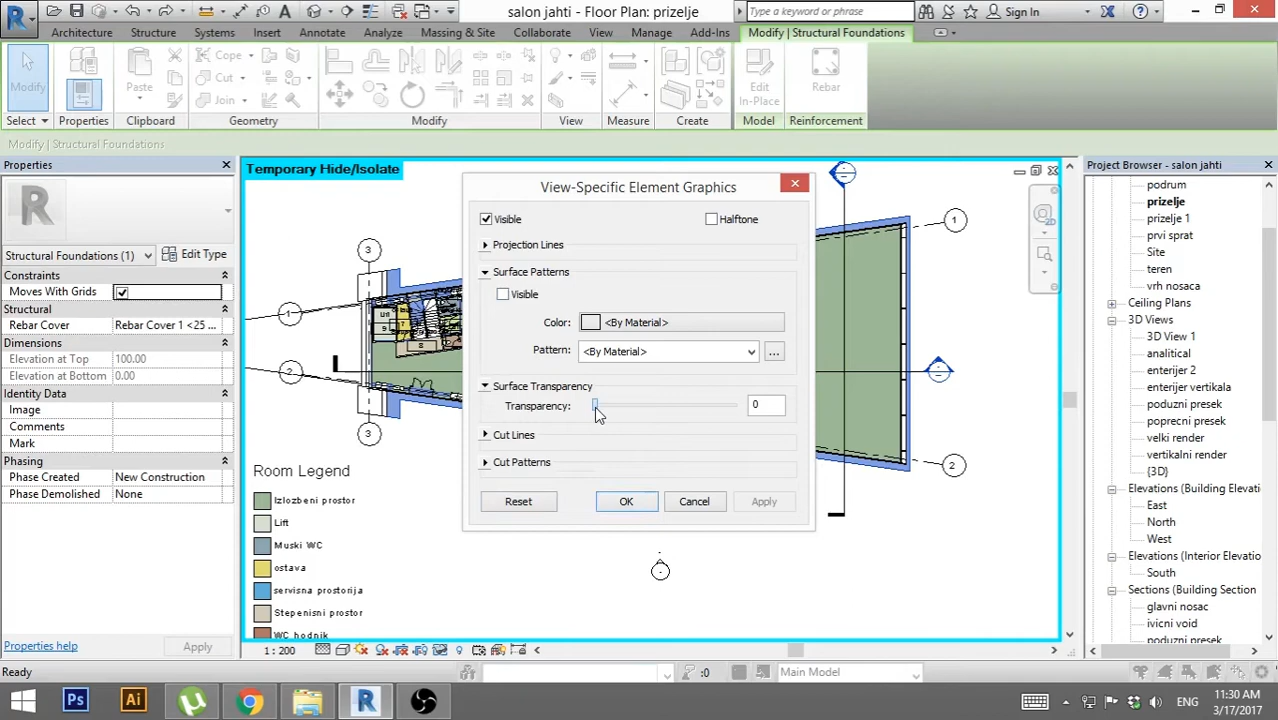 salon jahti - Floor Plan: prizelje
Type a keyword or phrase
Sign In
Architecture
Structure
Systems
Insert
Annotate
Analyze
Massing & Site
Collaborate
View
Manage
Add-Ins
Modify | Structural Foundations
Modify
Paste
Cope
Cut
Join
Edit
In-Place
Rebar
Select
Properties
Clipboard
Geometry
Modify
View
Measure
Create
Model
Reinforcement
Modify | Structural Foundations
Properties
Structural Foundations (1)
Edit Type
Constraints
Moves With Grids
Structural
Rebar Cover
Rebar Cover 1 <25 ...
Dimensions
Elevation at Top
100.00
Elevation at Bottom
0.00
Identity Data
Image
Comments
Mark
Phasing
Phase Created
New Construction
Phase Demolished
None
Properties help
Apply
Temporary Hide/Isolate
3
1
2
3
1
2
Room Legend
Izlozbeni prostor
Lift
Muski WC
ostava
servisna prostorija
Stepenisni prostor
WC hodnik
View-Specific Element Graphics
Visible
Halftone
Projection Lines
Surface Patterns
Visible
Color:
<By Material>
Pattern:
<By Material>
...
Surface Transparency
Transparency:
0
Cut Lines
Cut Patterns
Reset
OK
Cancel
Apply
Project Browser - salon jahti
podrum
prizelje
prizelje 1
prvi sprat
Site
teren
vrh nosaca
Ceiling Plans
3D Views
3D View 1
analitical
enterijer 2
enterijer vertikala
poduzni presek
poprecni presek
velki render
vertikalni render
{3D}
Elevations (Building Elevati
East
North
West
Elevations (Interior Elevatio
South
Sections (Building Section)
glavni nosac
ivicni void
poduzni presek
1 : 200
Ready
:0
Main Model
ENG
11:30 AM
3/17/2017